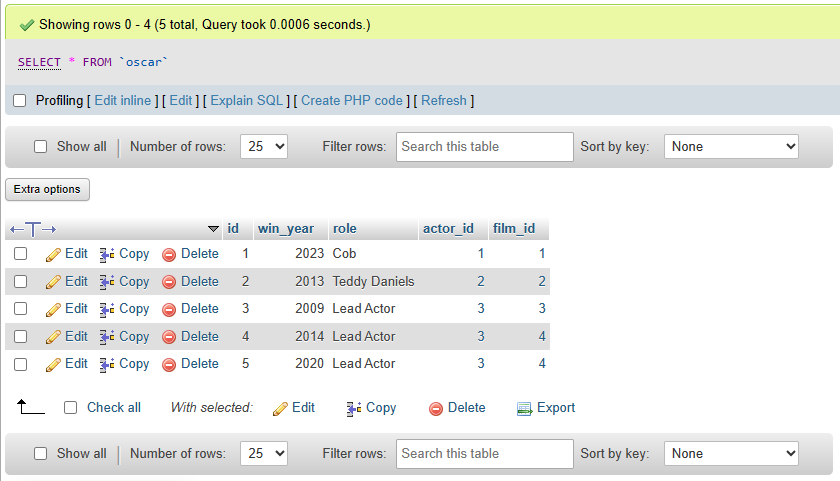 Showing rows 0 - 4 (5 total, Query took 0.0006 seconds.)
SELECT * FROM `oscar`
Profiling [ Edit inline ] [ Edit ] [ Explain SQL ] [ Create PHP code ] [ Refresh ]
Show all Number of rows: 25 Filter rows: Search this table Sort by key: None
Extra options
id win_year role actor_id film_id
Edit Copy Delete 1 2023 Cob 1 1
Edit Copy Delete 2 2013 Teddy Daniels 2 2
Edit Copy Delete 3 2009 Lead Actor 3 3
Edit Copy Delete 4 2014 Lead Actor 3 4
Edit Copy Delete 5 2020 Lead Actor 3 4
Check all With selected: Edit Copy Delete Export
Show all Number of rows: 25 Filter rows: Search this table Sort by key: None